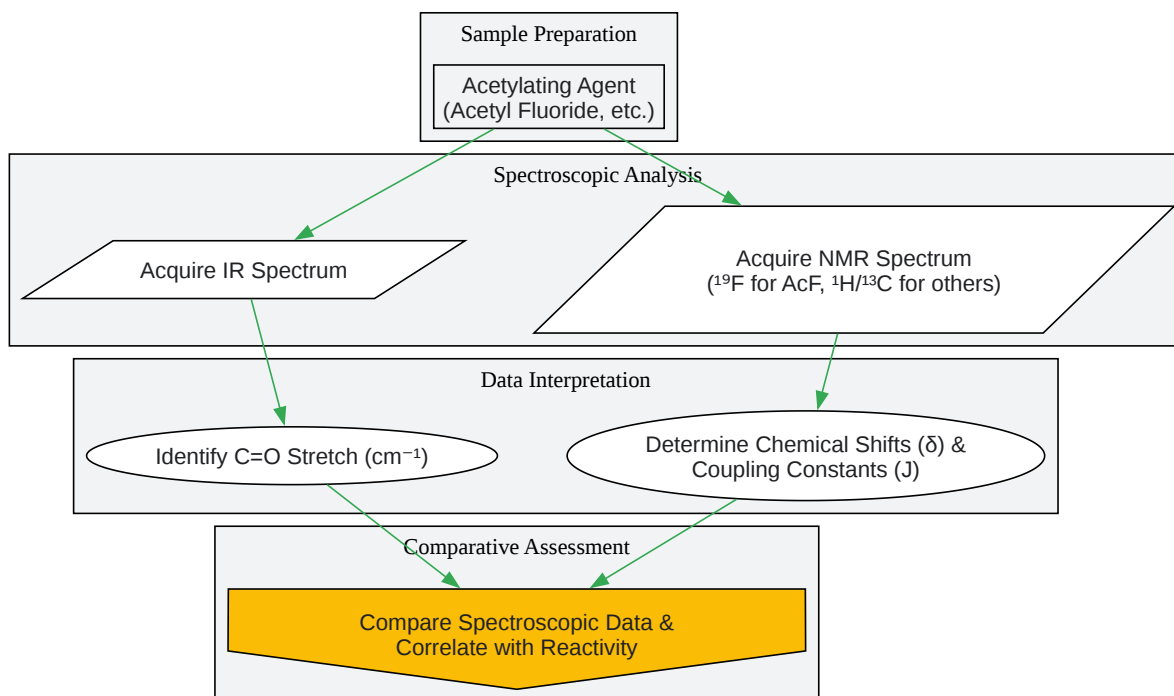 Sample Preparation
Acetylating Agent
(Acetyl Fluoride, etc.)
Spectroscopic Analysis
Acquire IR Spectrum
Acquire NMR Spectrum
(¹⁹F for AcF, ¹H/¹³C for others)
Data Interpretation
Identify C=O Stretch (cm⁻¹)
Determine Chemical Shifts (δ) &
Coupling Constants (J)
Comparative Assessment
Compare Spectroscopic Data &
Correlate with Reactivity